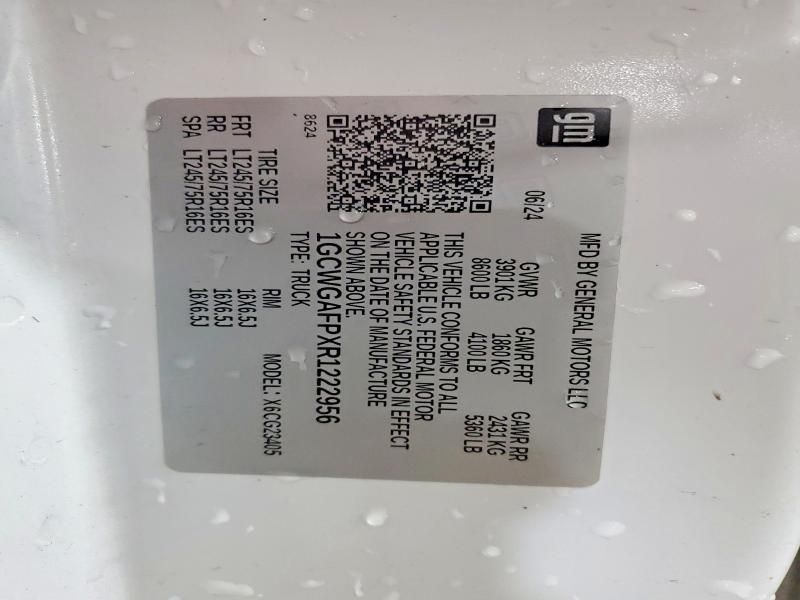 gm
MFD BY GENERAL MOTORS LLC
06/24
GVWR GAWR FRT GAWR RR
3901 KG 1860 KG 2431 KG
8600 LB 4100 LB 5360 LB
THIS VEHICLE CONFORMS TO ALL
APPLICABLE U.S. FEDERAL MOTOR
VEHICLE SAFETY STANDARDS IN EFFECT
ON THE DATE OF MANUFACTURE
SHOWN ABOVE.
1GCWGAFPXR1222956
TYPE: TRUCK
8624
MODEL: X6CG23405
TIRE SIZE RIM
FRT LT245/75R16ES 16X6.5J
RR LT245/75R16ES 16X6.5J
SPA LT245/75R16ES 16X6.5J